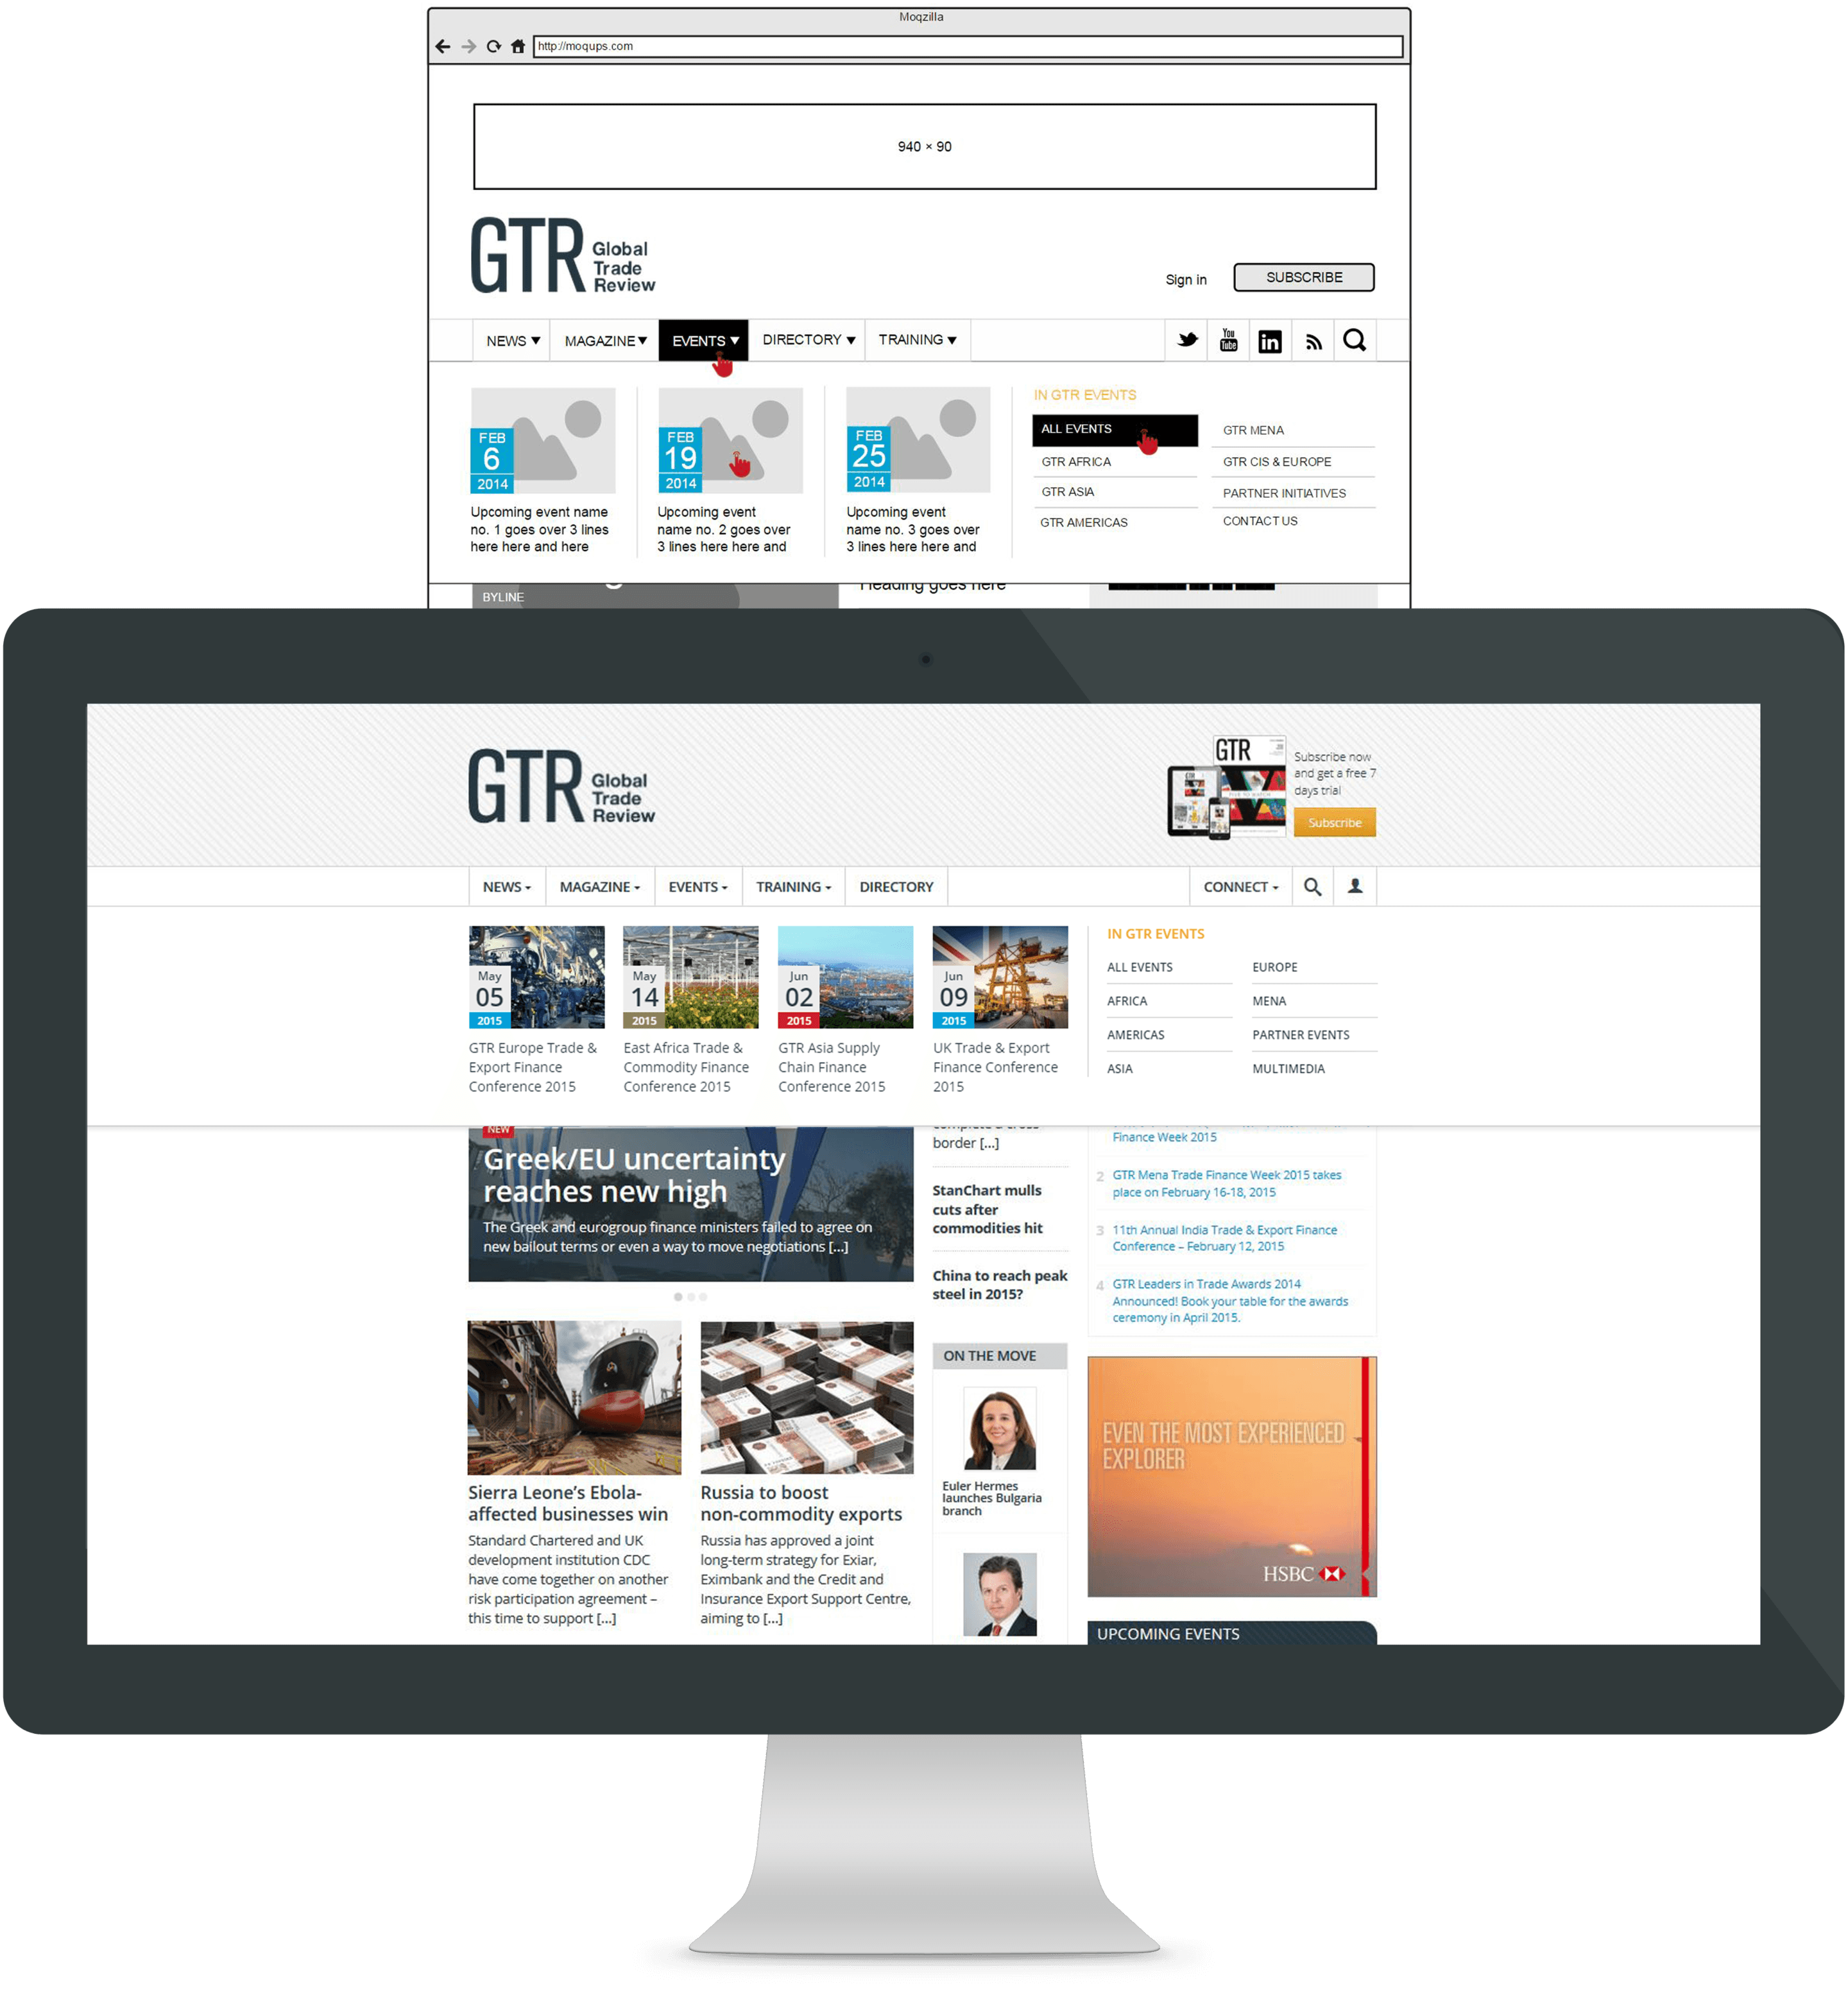 Moqzilla
http://moqups.com
940 × 90
GTR Global
Trade
Review
Sign in
SUBSCRIBE
NEWS
MAGAZINE
EVENTS
DIRECTORY
TRAINING
You
Tube
in
FEB
6
2014
Upcoming event name
no. 1 goes over 3 lines
here here and here
FEB
19
2014
Upcoming event
name no. 2 goes over
3 lines here here and
FEB
25
2014
Upcoming event
name no. 3 goes over
3 lines here here and
IN GTR EVENTS
ALL EVENTS
GTR AFRICA
GTR ASIA
GTR AMERICAS
GTR MENA
GTR CIS & EUROPE
PARTNER INITIATIVES
CONTACT US
BYLINE
Heading goes here
GTR Global
Trade
Review
GTR
Subscribe now
and get a free 7
days trial
Subscribe
NEWS
MAGAZINE
EVENTS
TRAINING
DIRECTORY
CONNECT
May
05
2015
GTR Europe Trade &
Export Finance
Conference 2015
May
14
2015
East Africa Trade &
Commodity Finance
Conference 2015
Jun
02
2015
GTR Asia Supply
Chain Finance
Conference 2015
Jun
09
2015
UK Trade & Export
Finance Conference
2015
IN GTR EVENTS
ALL EVENTS
AFRICA
AMERICAS
ASIA
EUROPE
MENA
PARTNER EVENTS
MULTIMEDIA
NEW
Greek/EU uncertainty
reaches new high
The Greek and eurogroup finance ministers failed to agree on
new bailout terms or even a way to move negotiations [...]
Sierra Leone's Ebola-
affected businesses win
Standard Chartered and UK
development institution CDC
have come together on another
risk participation agreement –
this time to support [...]
Russia to boost
non-commodity exports
Russia has approved a joint
long-term strategy for Exiar,
Eximbank and the Credit and
Insurance Export Support Centre,
aiming to [...]
border [...]
StanChart mulls
cuts after
commodities hit
China to reach peak
steel in 2015?
ON THE MOVE
Euler Hermes
launches Bulgaria
branch
Finance Week 2015
2 GTR Mena Trade Finance Week 2015 takes
place on February 16-18, 2015
3 11th Annual India Trade & Export Finance
Conference – February 12, 2015
4 GTR Leaders in Trade Awards 2014
Announced! Book your table for the awards
ceremony in April 2015.
EVEN THE MOST EXPERIENCED
EXPLORER
HSBC
UPCOMING EVENTS